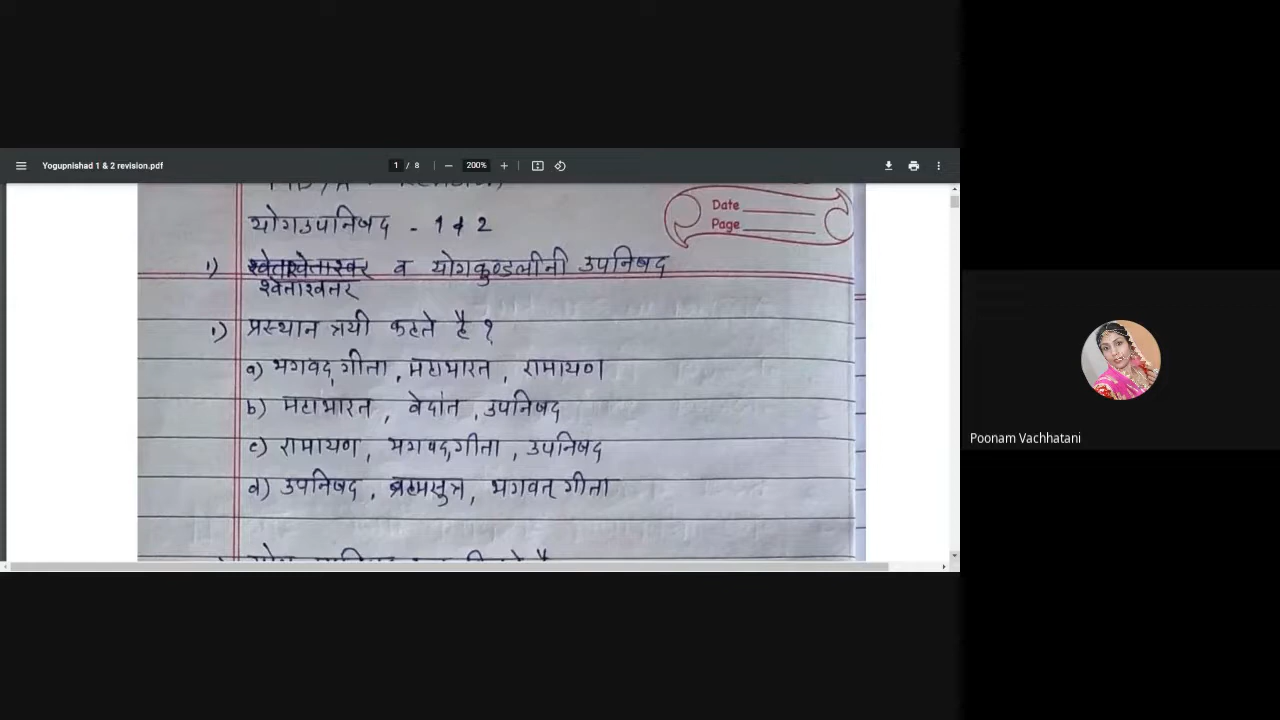 Yogupnishad 1 & 2 revision.pdf
1 / 8
200%
Date
Page
योगउपनिषद - 1 & 2
1) व योगकुण्डलीनी उपनिषद
श्वेताश्वतर
1) प्रस्थान त्रयी कहते है ?
a) भगवद्गीता, महाभारत, रामायण
b) महाभारत, वेदांत, उपनिषद
c) रामायण, भगवद्गीता, उपनिषद
d) उपनिषद, ब्रह्मसुत्र, भगवत् गीता
Poonam Vachhatani